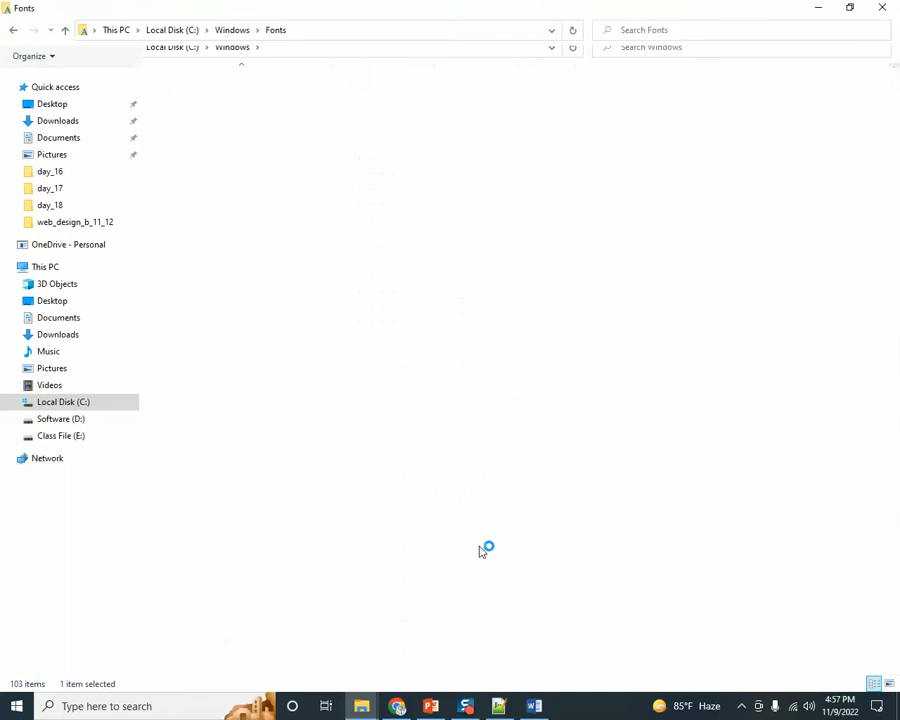 Fonts
This PC > Local Disk (C:) > Windows > Fonts
Search Fonts
Local Disk (C:) > Windows >
Search Windows
Organize
Quick access
Desktop
Downloads
Documents
Pictures
day_16
day_17
day_18
web_design_b_11_12
OneDrive - Personal
This PC
3D Objects
Desktop
Documents
Downloads
Music
Pictures
Videos
Local Disk (C:)
Software (D:)
Class File (E:)
Network
103 items 1 item selected
Type here to search
85°F Haze
4:57 PM
11/9/2022